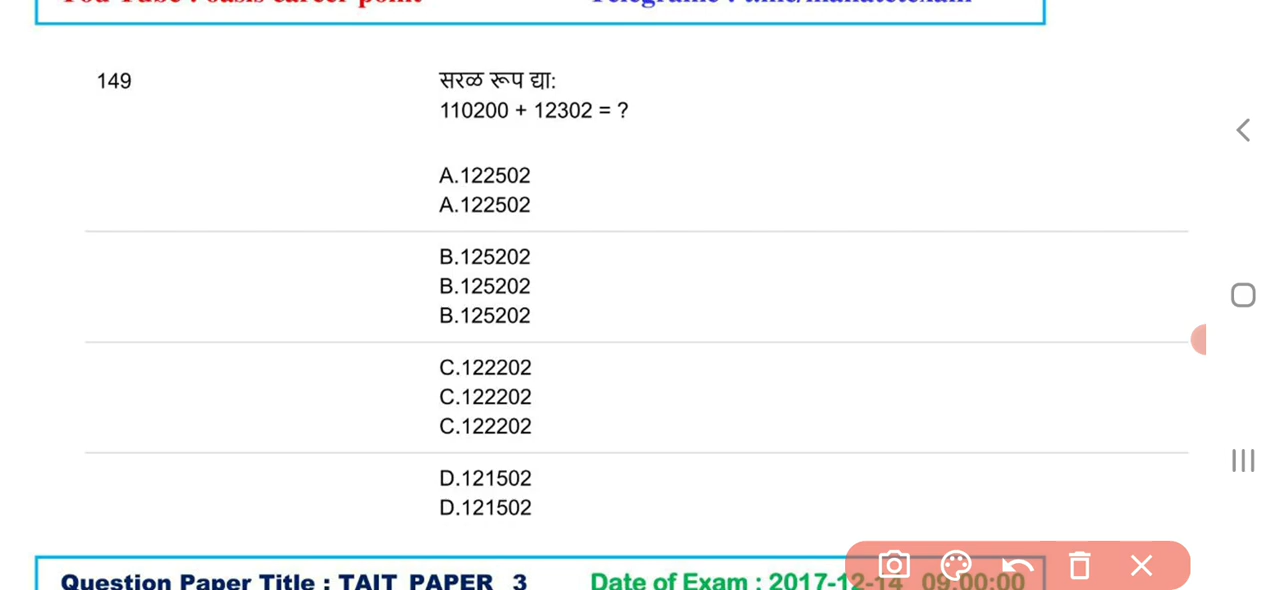 149
सरळ रूप द्या:
110200 + 12302 = ?
A.122502
A.122502
B.125202
B.125202
B.125202
C.122202
C.122202
C.122202
D.121502
D.121502
Question Paper Title : TAIT PAPER 3 Date of Exam : 2017-12-14 09:00:00